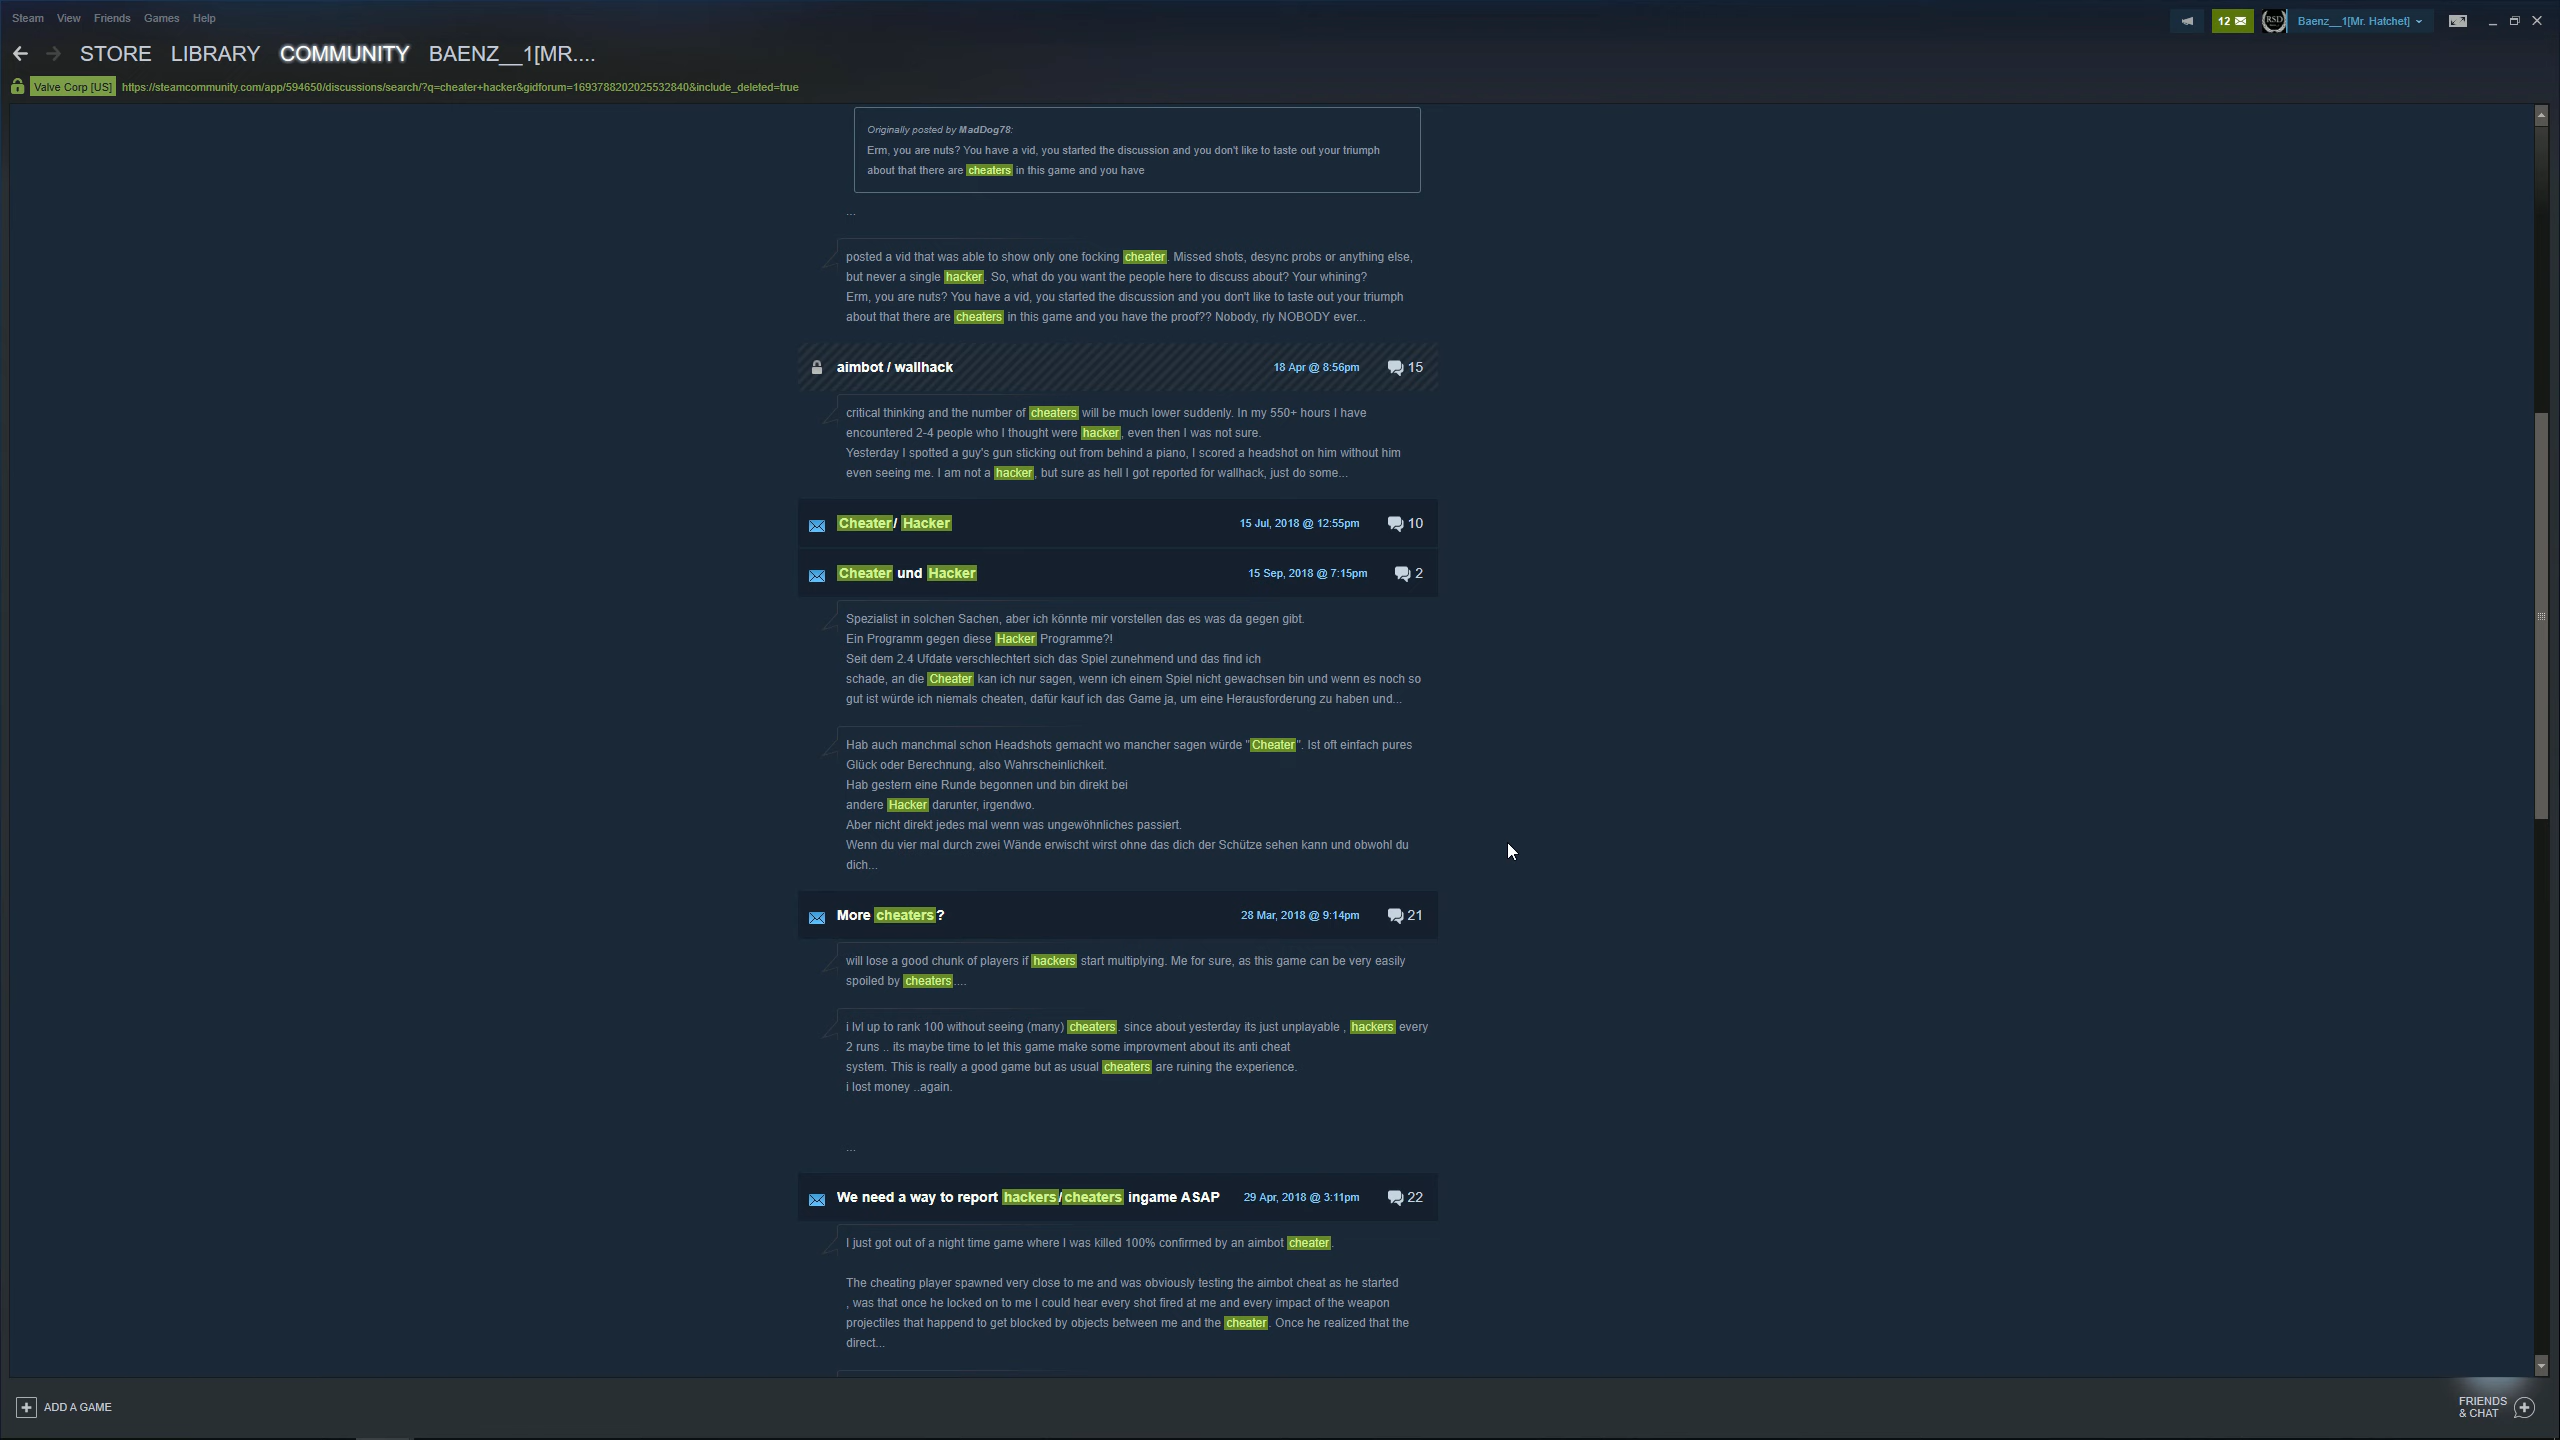 Steam View Friends Games Help
12
RSD
Baenz__1[Mr. Hatchet]
STORE LIBRARY COMMUNITY BAENZ__1[MR....
Valve Corp [US] https://steamcommunity.com/app/594650/discussions/search/?q=cheater+hacker&gidforum=1693788202025532840&include_deleted=true
Originally posted by MadDog78:
Erm, you are nuts? You have a vid, you started the discussion and you don't like to taste out your triumph
about that there are cheaters in this game and you have
...
posted a vid that was able to show only one focking cheater. Missed shots, desync probs or anything else,
but never a single hacker. So, what do you want the people here to discuss about? Your whining?
Erm, you are nuts? You have a vid, you started the discussion and you don't like to taste out your triumph
about that there are cheaters in this game and you have the proof?? Nobody, rly NOBODY ever...
aimbot / wallhack 18 Apr @ 8:56pm 15
critical thinking and the number of cheaters will be much lower suddenly. In my 550+ hours I have
encountered 2-4 people who I thought were hacker, even then I was not sure.
Yesterday I spotted a guy's gun sticking out from behind a piano, I scored a headshot on him without him
even seeing me. I am not a hacker, but sure as hell I got reported for wallhack, just do some...
Cheater/ Hacker 15 Jul, 2018 @ 12:55pm 10
Cheater und Hacker 15 Sep, 2018 @ 7:15pm 2
Spezialist in solchen Sachen, aber ich könnte mir vorstellen das es was da gegen gibt.
Ein Programm gegen diese Hacker Programme?!
Seit dem 2.4 Ufdate verschlechtert sich das Spiel zunehmend und das find ich
schade, an die Cheater kan ich nur sagen, wenn ich einem Spiel nicht gewachsen bin und wenn es noch so
gut ist würde ich niemals cheaten, dafür kauf ich das Game ja, um eine Herausforderung zu haben und...
Hab auch manchmal schon Headshots gemacht wo mancher sagen würde "Cheater". Ist oft einfach pures
Glück oder Berechnung, also Wahrscheinlichkeit.
Hab gestern eine Runde begonnen und bin direkt bei
andere Hacker darunter, irgendwo.
Aber nicht direkt jedes mal wenn was ungewöhnliches passiert.
Wenn du vier mal durch zwei Wände erwischt wirst ohne das dich der Schütze sehen kann und obwohl du
dich...
More cheaters? 28 Mar, 2018 @ 9:14pm 21
will lose a good chunk of players if hackers start multiplying. Me for sure, as this game can be very easily
spoiled by cheaters....
i lvl up to rank 100 without seeing (many) cheaters. since about yesterday its just unplayable , hackers every
2 runs .. its maybe time to let this game make some improvment about its anti cheat
system. This is really a good game but as usual cheaters are ruining the experience.
i lost money ..again.
...
We need a way to report hackers/cheaters ingame ASAP 29 Apr, 2018 @ 3:11pm 22
I just got out of a night time game where I was killed 100% confirmed by an aimbot cheater.
The cheating player spawned very close to me and was obviously testing the aimbot cheat as he started
, was that once he locked on to me I could hear every shot fired at me and every impact of the weapon
projectiles that happend to get blocked by objects between me and the cheater. Once he realized that the
direct...
ADD A GAME
FRIENDS
& CHAT